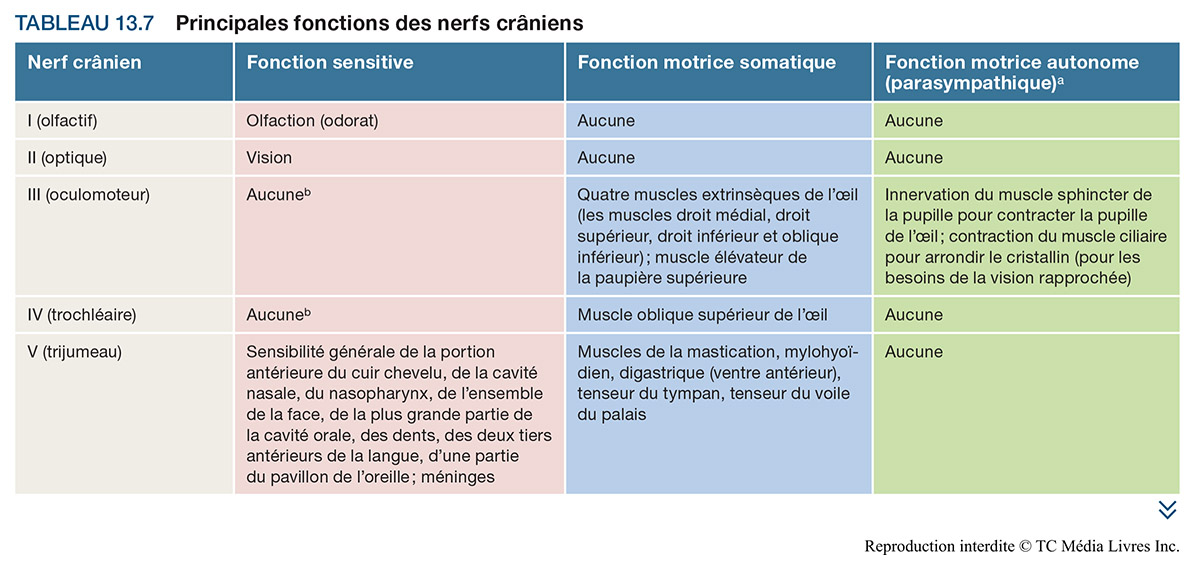 TABLEAU 13.7 Principales fonctions des nerfs crâniens
Nerf crânien
Fonction sensitive
Fonction motrice somatique
Fonction motrice autonome
(parasympathique)ᵃ
I (olfactif)
Olfaction (odorat)
Aucune
Aucune
II (optique)
Vision
Aucune
Aucune
III (oculomoteur)
Aucuneᵇ
Quatre muscles extrinsèques de l’œil
(les muscles droit médial, droit
supérieur, droit inférieur et oblique
inférieur) ; muscle élévateur de
la paupière supérieure
Innervation du muscle sphincter de
la pupille pour contracter la pupille
de l’œil ; contraction du muscle ciliaire
pour arrondir le cristallin (pour les
besoins de la vision rapprochée)
IV (trochléaire)
Aucuneᵇ
Muscle oblique supérieur de l’œil
Aucune
V (trijumeau)
Sensibilité générale de la portion
antérieure du cuir chevelu, de la cavité
nasale, du nasopharynx, de l’ensemble
de la face, de la plus grande partie de
la cavité orale, des dents, des deux tiers
antérieurs de la langue, d’une partie
du pavillon de l’oreille ; méninges
Muscles de la mastication, mylohyoï-
dien, digastrique (ventre antérieur),
tenseur du tympan, tenseur du voile
du palais
Aucune
Reproduction interdite © TC Média Livres Inc.